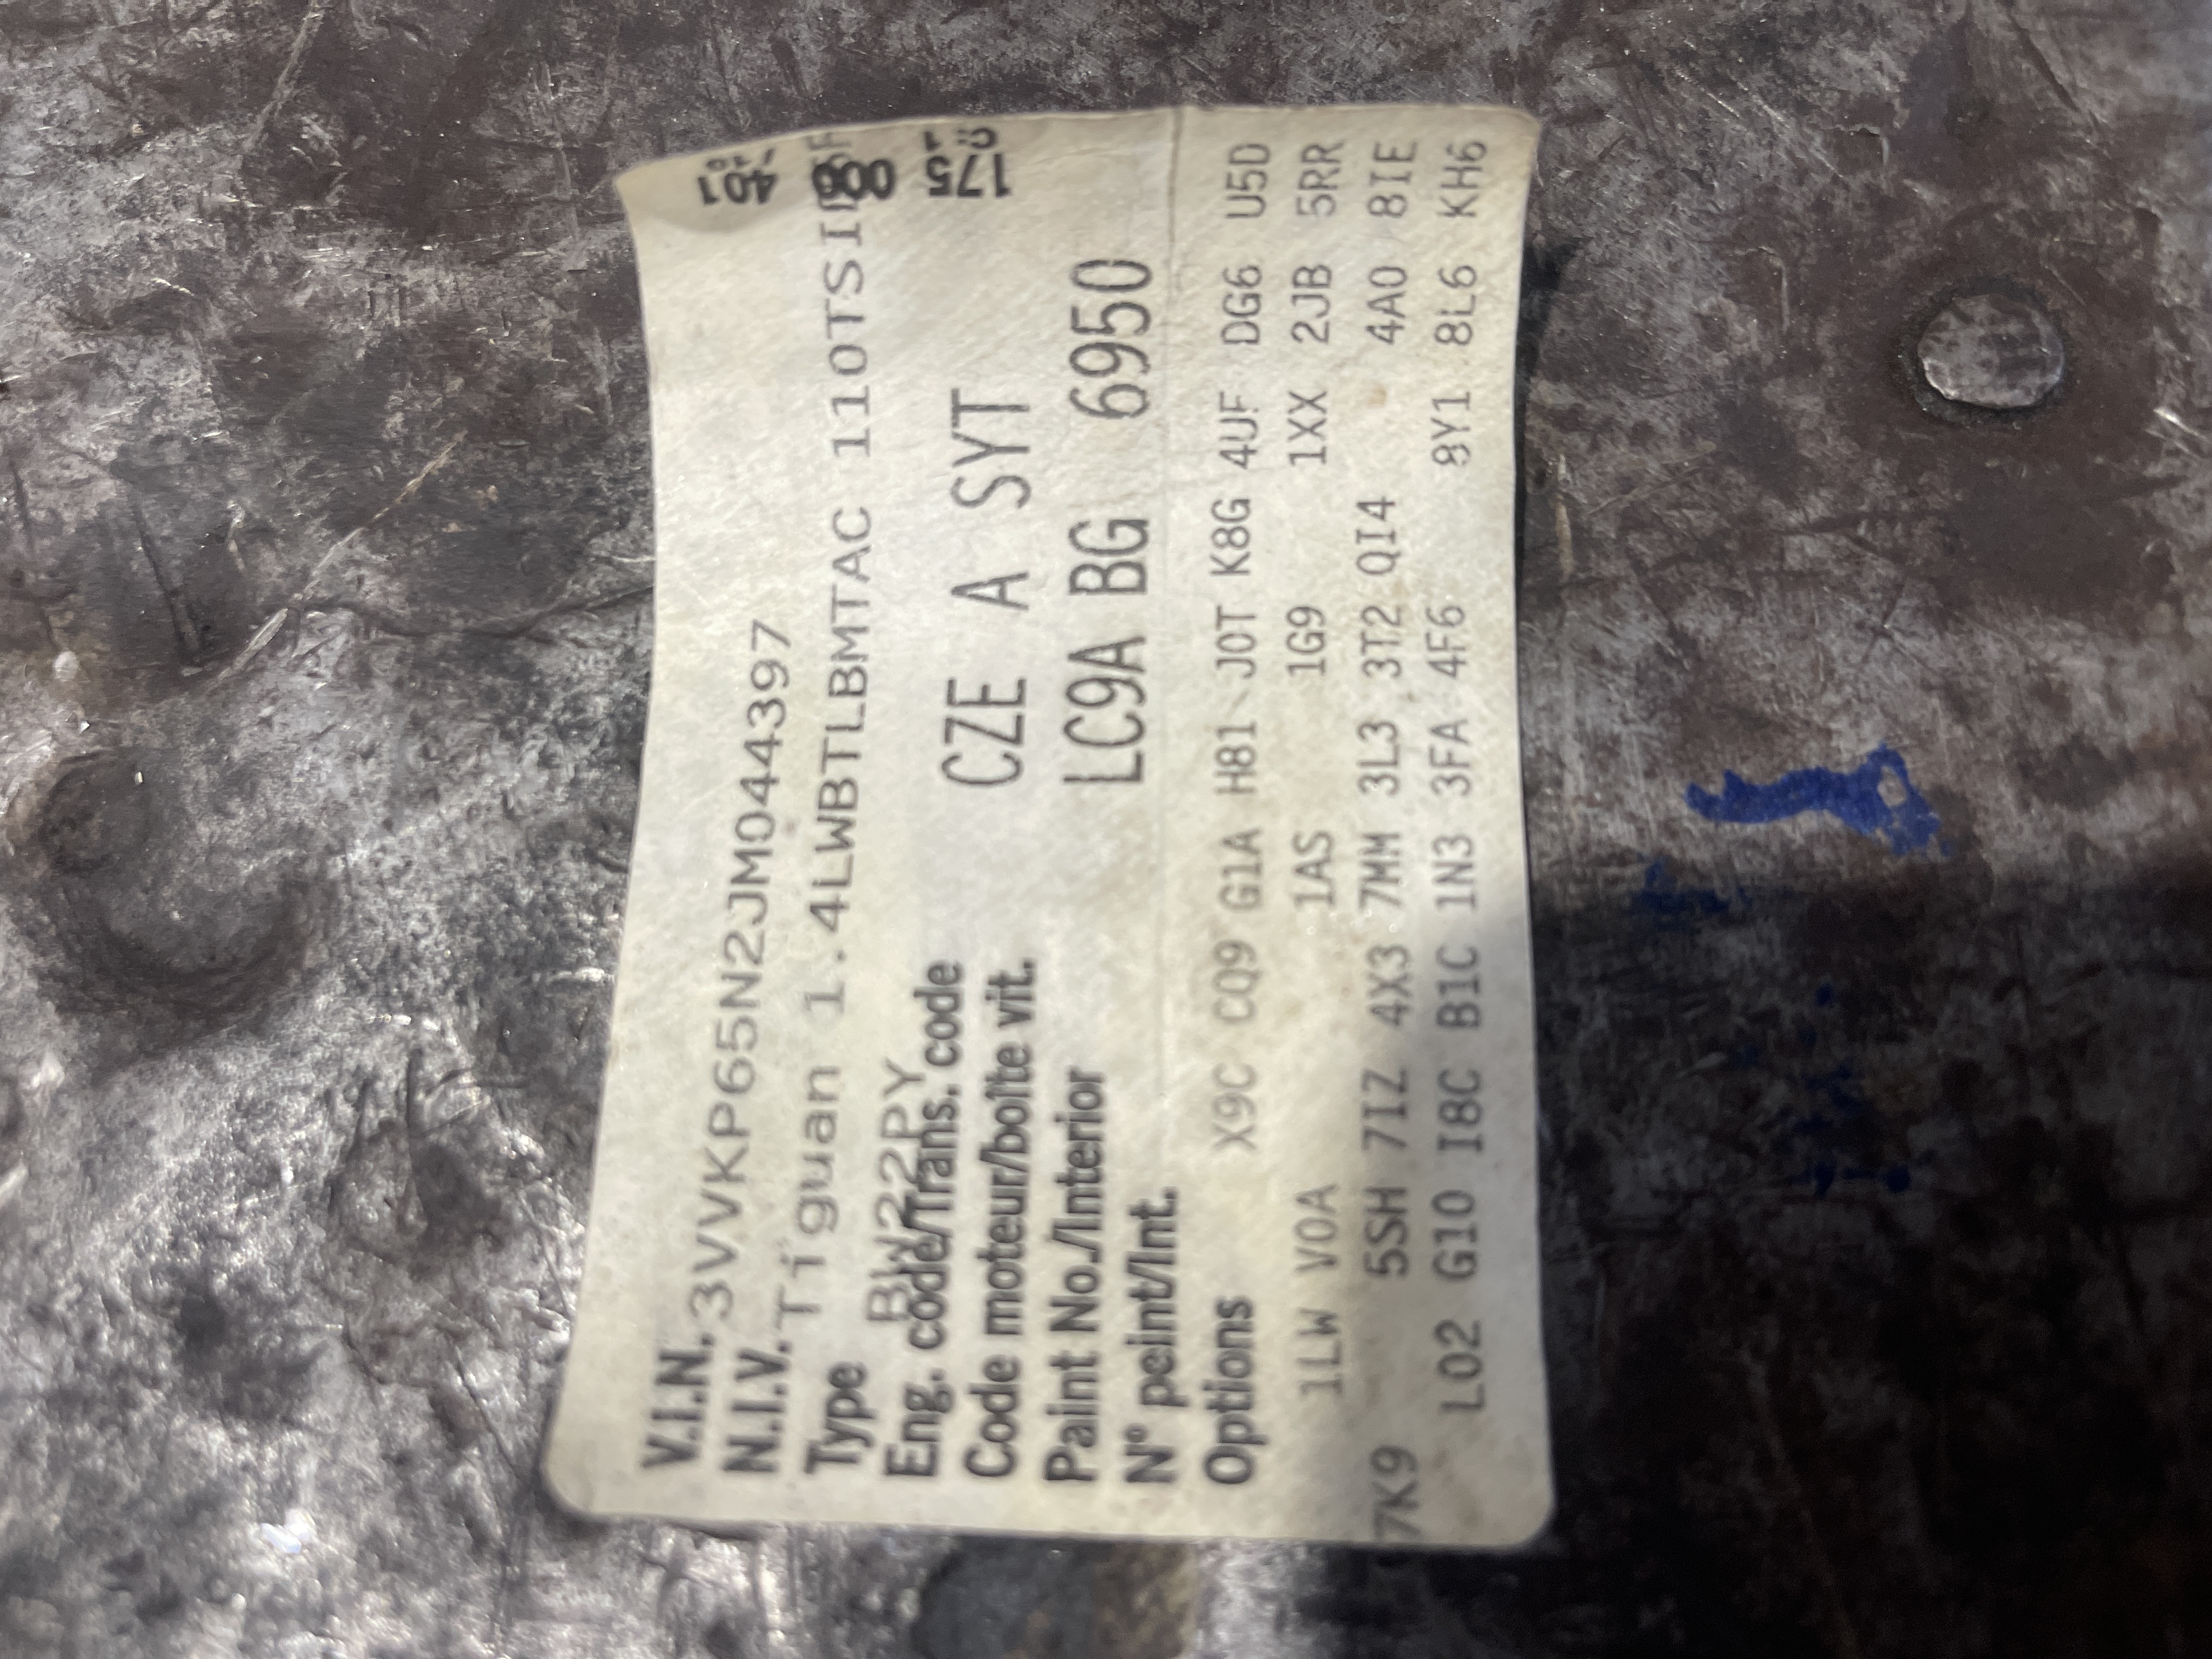 V.I.N. 3VVKP65N2JM044397
N.I.V.
Type Tiguan 1.4LWBTLBMTAC 110TSI
BW22PY
Eng. code/Trans. code
Code moteur/boîte vit. CZE A SYT
Paint No./Interior
N° peint/Int. LC9A BG 6950
Options X9C CQ9 G1A H81 J0T K8G 4UF DG6 U5D
1LW V0A 1AS 1G9 1XX 2JB 5RR
7K9 5SH 7IZ 4X3 7MM 3L3 3T2 QI4 4A0 8IE
L02 G10 I8C B1C 1N3 3FA 4F6 8Y1 8L6 KH6
401
006
175